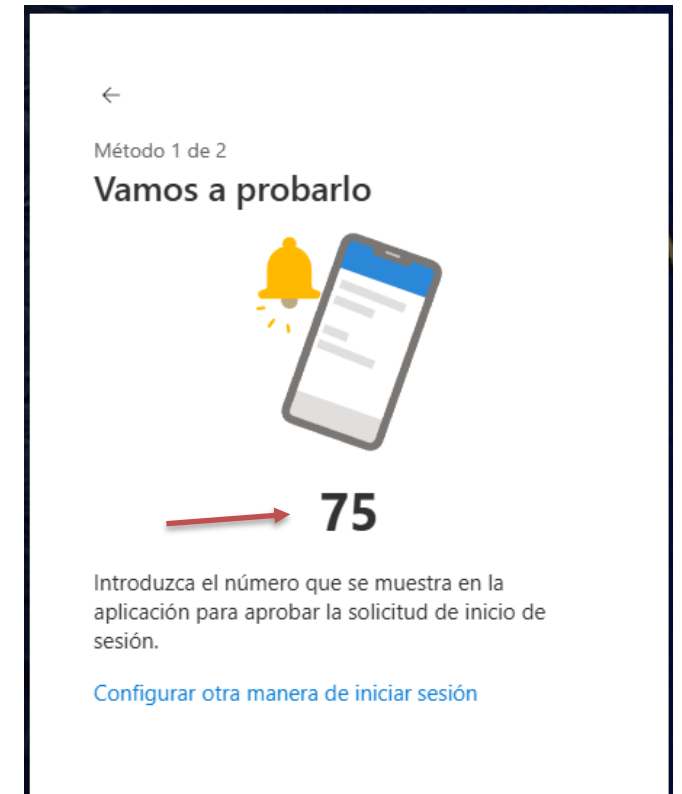 Método 1 de 2
Vamos a probarlo
75
Introduzca el número que se muestra en la
aplicación para aprobar la solicitud de inicio de
sesión.
Configurar otra manera de iniciar sesión